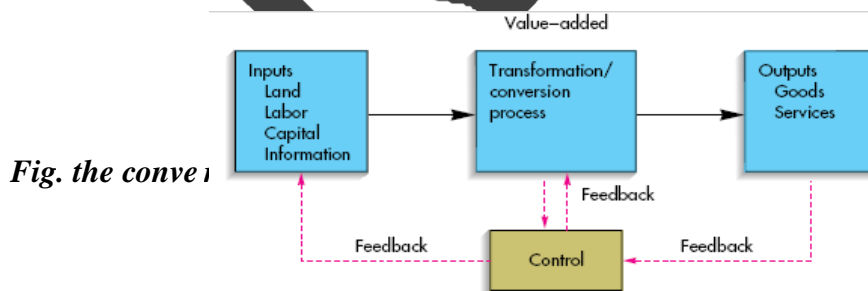 Value–added
Inputs
Land
Labor
Capital
Information
Transformation/
conversion
process
Outputs
Goods
Services
Fig. the
Feedback
Feedback
Feedback
Control